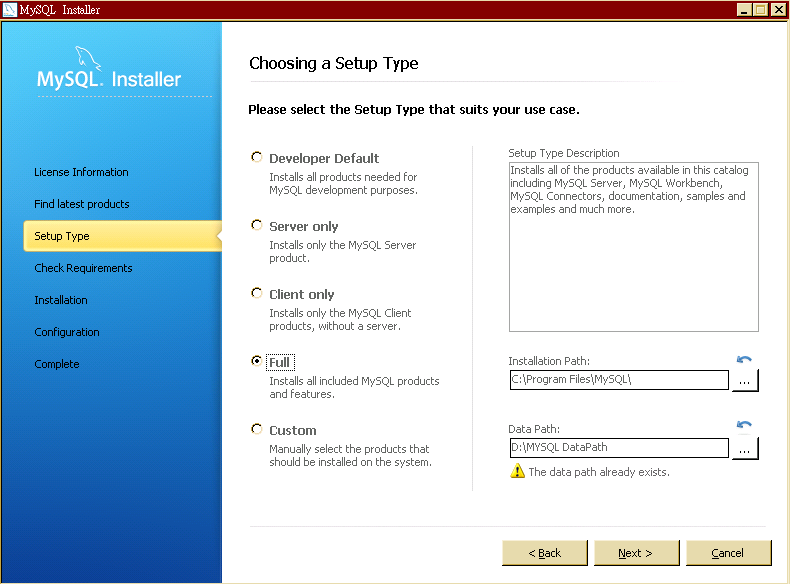 MySQL Installer
MySQL. Installer
License Information
Find latest products
Setup Type
Check Requirements
Installation
Configuration
Complete
Choosing a Setup Type
Please select the Setup Type that suits your use case.
Developer Default
Installs all products needed for
MySQL development purposes.
Server only
Installs only the MySQL Server
product.
Client only
Installs only the MySQL Client
products, without a server.
Full
Installs all included MySQL products
and features.
Custom
Manually select the products that
should be installed on the system.
Setup Type Description
Installs all of the products available in this catalog
including MySQL Server, MySQL Workbench,
MySQL Connectors, documentation, samples and
examples and much more.
Installation Path:
C:\Program Files\MySQL\
...
Data Path:
D:\MYSQL DataPath
...
The data path already exists.
< Back
Next >
Cancel